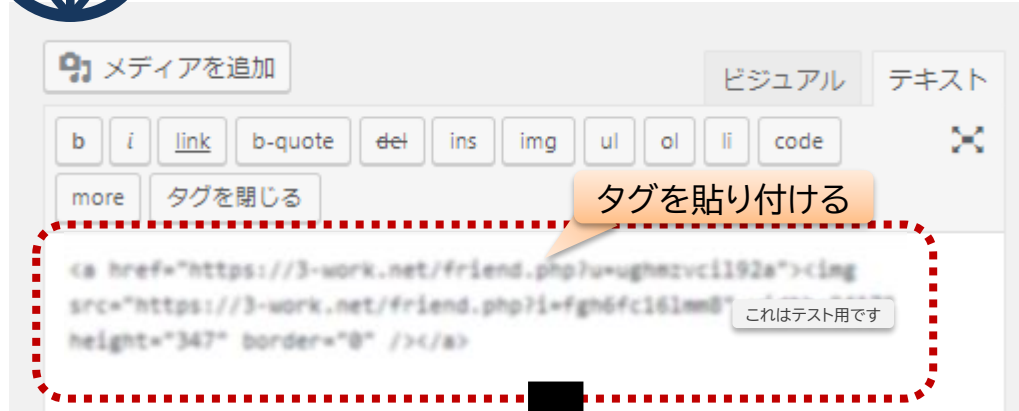 メディアを追加
ビジュアル テキスト
b i link b-quote del ins img ul ol li code
more タグを閉じる
タグを貼り付ける
<a href="https://3-work.net/friend.php?
src="https://3-work.net/friend.php?
これはテスト用です
height="347" border="0" /></a>